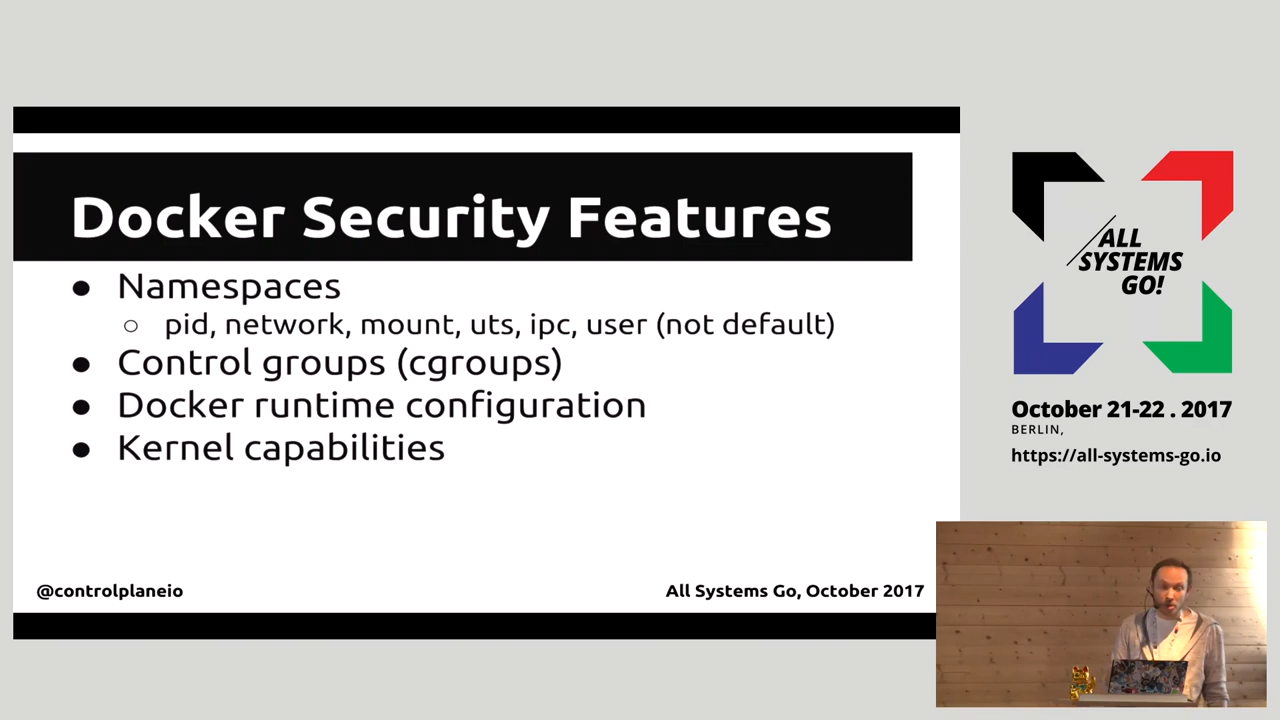 Docker Security Features
● Namespaces
○ pid, network, mount, uts, ipc, user (not default)
● Control groups (cgroups)
● Docker runtime configuration
● Kernel capabilities
@controlplaneio
All Systems Go, October 2017
ALL
SYSTEMS
GO!
October 21-22 . 2017
BERLIN,
https://all-systems-go.io